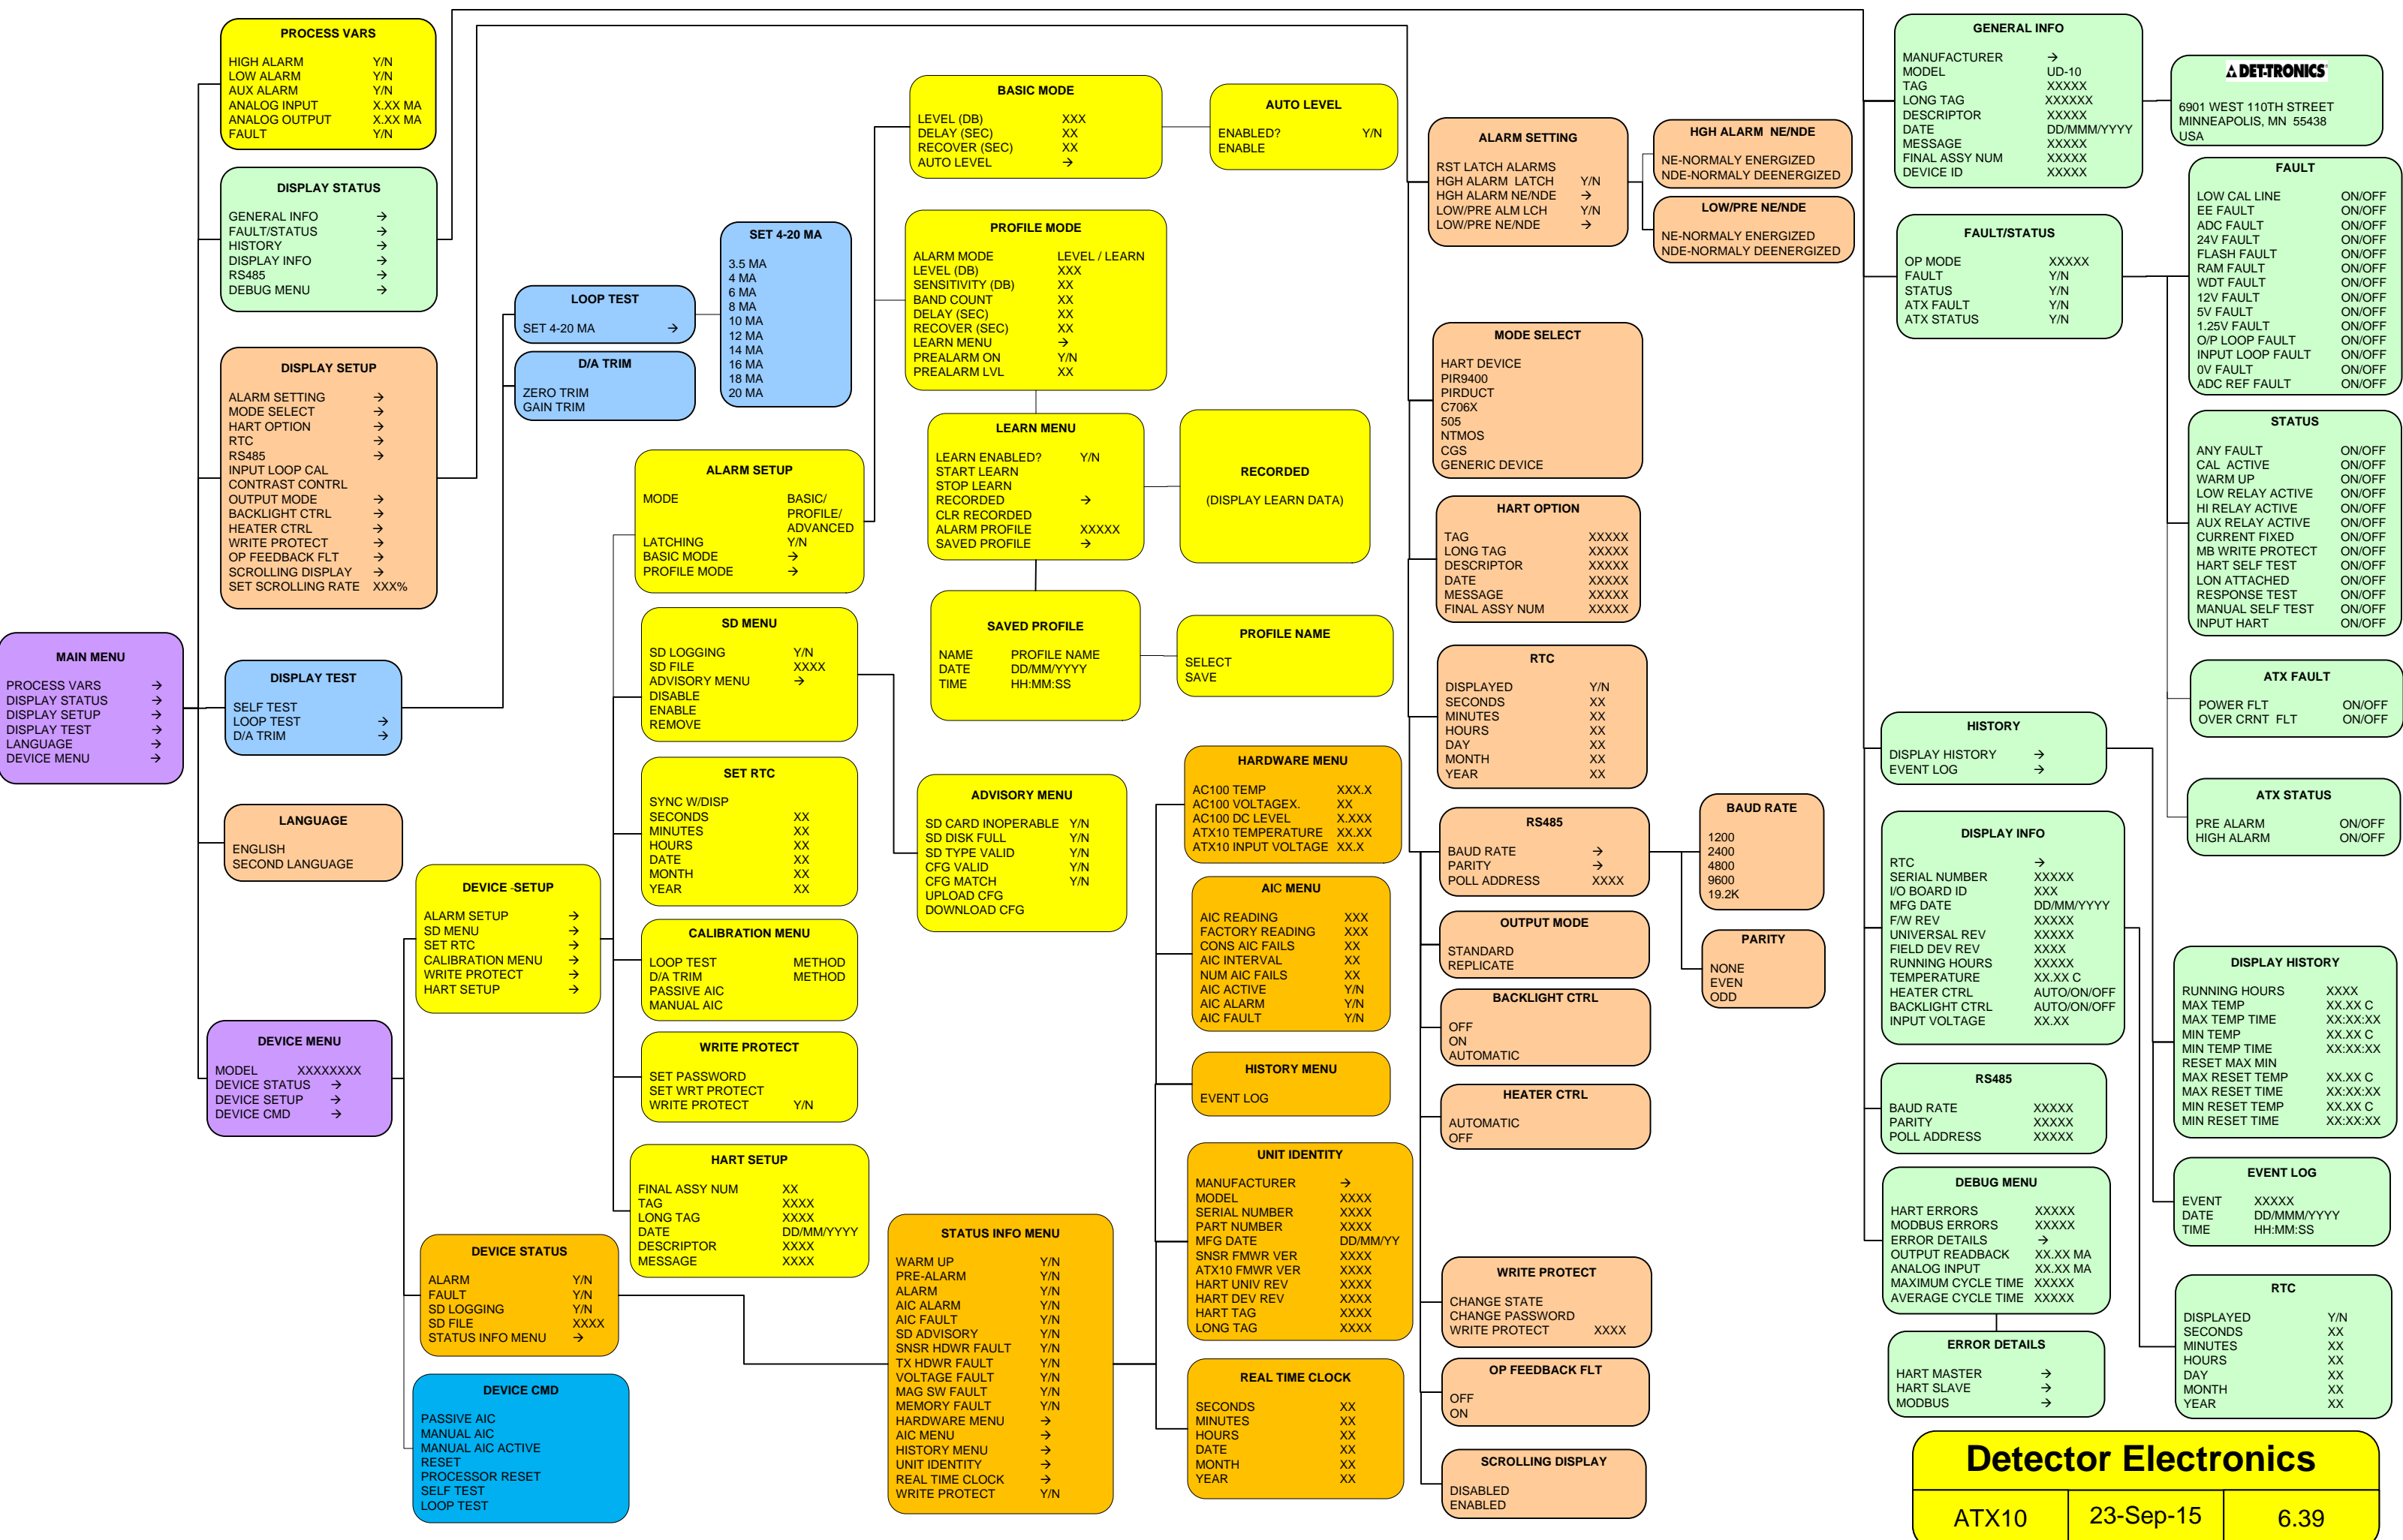 MAIN MENU
PROCESS VARS →
DISPLAY STATUS →
DISPLAY SETUP →
DISPLAY TEST →
LANGUAGE →
DEVICE MENU →
PROCESS VARS
HIGH ALARM Y/N
LOW ALARM Y/N
AUX ALARM Y/N
ANALOG INPUT X.XX MA
ANALOG OUTPUT X.XX MA
FAULT Y/N
DISPLAY STATUS
GENERAL INFO →
FAULT/STATUS →
HISTORY →
DISPLAY INFO →
RS485 →
DEBUG MENU →
DISPLAY SETUP
ALARM SETTING →
MODE SELECT →
HART OPTION →
RTC →
RS485 →
INPUT LOOP CAL
CONTRAST CONTRL
OUTPUT MODE →
BACKLIGHT CTRL →
HEATER CTRL →
WRITE PROTECT →
OP FEEDBACK FLT →
SCROLLING DISPLAY →
SET SCROLLING RATE XXX%
DISPLAY TEST
SELF TEST
LOOP TEST →
D/A TRIM →
LANGUAGE
ENGLISH
SECOND LANGUAGE
DEVICE MENU
MODEL XXXXXXXX
DEVICE STATUS →
DEVICE SETUP →
DEVICE CMD →
LOOP TEST
SET 4-20 MA →
D/A TRIM
ZERO TRIM
GAIN TRIM
SET 4-20 MA
3.5 MA
4 MA
6 MA
8 MA
10 MA
12 MA
14 MA
16 MA
18 MA
20 MA
DEVICE -SETUP
ALARM SETUP →
SD MENU →
SET RTC →
CALIBRATION MENU →
WRITE PROTECT →
HART SETUP →
DEVICE STATUS
ALARM Y/N
FAULT Y/N
SD LOGGING Y/N
SD FILE XXXX
STATUS INFO MENU →
DEVICE CMD
PASSIVE AIC
MANUAL AIC
MANUAL AIC ACTIVE
RESET
PROCESSOR RESET
SELF TEST
LOOP TEST
ALARM SETUP
MODE BASIC/
PROFILE/
ADVANCED
LATCHING Y/N
BASIC MODE →
PROFILE MODE →
SD MENU
SD LOGGING Y/N
SD FILE XXXX
ADVISORY MENU →
DISABLE
ENABLE
REMOVE
SET RTC
SYNC W/DISP
SECONDS XX
MINUTES XX
HOURS XX
DATE XX
MONTH XX
YEAR XX
CALIBRATION MENU
LOOP TEST METHOD
D/A TRIM METHOD
PASSIVE AIC
MANUAL AIC
WRITE PROTECT
SET PASSWORD
SET WRT PROTECT
WRITE PROTECT Y/N
HART SETUP
FINAL ASSY NUM XX
TAG XXXX
LONG TAG XXXX
DATE DD/MM/YYYY
DESCRIPTOR XXXX
MESSAGE XXXX
BASIC MODE
LEVEL (DB) XXX
DELAY (SEC) XX
RECOVER (SEC) XX
AUTO LEVEL →
AUTO LEVEL
ENABLED? Y/N
ENABLE
PROFILE MODE
ALARM MODE LEVEL / LEARN
LEVEL (DB) XXX
SENSITIVITY (DB) XX
BAND COUNT XX
DELAY (SEC) XX
RECOVER (SEC) XX
LEARN MENU →
PREALARM ON Y/N
PREALARM LVL XX
LEARN MENU
LEARN ENABLED? Y/N
START LEARN
STOP LEARN
RECORDED →
CLR RECORDED
ALARM PROFILE XXXXX
SAVED PROFILE →
RECORDED
(DISPLAY LEARN DATA)
SAVED PROFILE
NAME PROFILE NAME
DATE DD/MM/YYYY
TIME HH:MM:SS
PROFILE NAME
SELECT
SAVE
ADVISORY MENU
SD CARD INOPERABLE Y/N
SD DISK FULL Y/N
SD TYPE VALID Y/N
CFG VALID Y/N
CFG MATCH Y/N
UPLOAD CFG
DOWNLOAD CFG
STATUS INFO MENU
WARM UP Y/N
PRE-ALARM Y/N
ALARM Y/N
AIC ALARM Y/N
AIC FAULT Y/N
SD ADVISORY Y/N
SNSR HDWR FAULT Y/N
TX HDWR FAULT Y/N
VOLTAGE FAULT Y/N
MAG SW FAULT Y/N
MEMORY FAULT Y/N
HARDWARE MENU →
AIC MENU →
HISTORY MENU →
UNIT IDENTITY →
REAL TIME CLOCK →
WRITE PROTECT Y/N
HARDWARE MENU
AC100 TEMP XXX.X
AC100 VOLTAGEX. XX
AC100 DC LEVEL X.XXX
ATX10 TEMPERATURE XX.XX
ATX10 INPUT VOLTAGE XX.X
AIC MENU
AIC READING XXX
FACTORY READING XXX
CONS AIC FAILS XX
AIC INTERVAL XX
NUM AIC FAILS XX
AIC ACTIVE Y/N
AIC ALARM Y/N
AIC FAULT Y/N
HISTORY MENU
EVENT LOG
UNIT IDENTITY
MANUFACTURER →
MODEL XXXX
SERIAL NUMBER XXXX
PART NUMBER XXXX
MFG DATE DD/MM/YY
SNSR FMWR VER XXXX
ATX10 FMWR VER XXXX
HART UNIV REV XXXX
HART DEV REV XXXX
HART TAG XXXX
LONG TAG XXXX
REAL TIME CLOCK
SECONDS XX
MINUTES XX
HOURS XX
DATE XX
MONTH XX
YEAR XX
ALARM SETTING
RST LATCH ALARMS
HGH ALARM LATCH Y/N
HGH ALARM NE/NDE →
LOW/PRE ALM LCH Y/N
LOW/PRE NE/NDE →
HGH ALARM NE/NDE
NE-NORMALY ENERGIZED
NDE-NORMALY DEENERGIZED
LOW/PRE NE/NDE
NE-NORMALY ENERGIZED
NDE-NORMALY DEENERGIZED
MODE SELECT
HART DEVICE
PIR9400
PIRDUCT
C706X
505
NTMOS
CGS
GENERIC DEVICE
HART OPTION
TAG XXXXX
LONG TAG XXXXX
DESCRIPTOR XXXXX
DATE XXXXX
MESSAGE XXXXX
FINAL ASSY NUM XXXXX
RTC
DISPLAYED Y/N
SECONDS XX
MINUTES XX
HOURS XX
DAY XX
MONTH XX
YEAR XX
RS485
BAUD RATE →
PARITY →
POLL ADDRESS XXXX
BAUD RATE
1200
2400
4800
9600
19.2K
PARITY
NONE
EVEN
ODD
OUTPUT MODE
STANDARD
REPLICATE
BACKLIGHT CTRL
OFF
ON
AUTOMATIC
HEATER CTRL
AUTOMATIC
OFF
WRITE PROTECT
CHANGE STATE
CHANGE PASSWORD
WRITE PROTECT XXXX
OP FEEDBACK FLT
OFF
ON
SCROLLING DISPLAY
DISABLED
ENABLED
GENERAL INFO
MANUFACTURER →
MODEL UD-10
TAG XXXXX
LONG TAG XXXXXX
DESCRIPTOR XXXXX
DATE DD/MMM/YYYY
MESSAGE XXXXX
FINAL ASSY NUM XXXXX
DEVICE ID XXXXX
DET-TRONICS®
6901 WEST 110TH STREET
MINNEAPOLIS, MN 55438
USA
FAULT/STATUS
OP MODE XXXXX
FAULT Y/N
STATUS Y/N
ATX FAULT Y/N
ATX STATUS Y/N
FAULT
LOW CAL LINE ON/OFF
EE FAULT ON/OFF
ADC FAULT ON/OFF
24V FAULT ON/OFF
FLASH FAULT ON/OFF
RAM FAULT ON/OFF
WDT FAULT ON/OFF
12V FAULT ON/OFF
5V FAULT ON/OFF
1.25V FAULT ON/OFF
O/P LOOP FAULT ON/OFF
INPUT LOOP FAULT ON/OFF
0V FAULT ON/OFF
ADC REF FAULT ON/OFF
STATUS
ANY FAULT ON/OFF
CAL ACTIVE ON/OFF
WARM UP ON/OFF
LOW RELAY ACTIVE ON/OFF
HI RELAY ACTIVE ON/OFF
AUX RELAY ACTIVE ON/OFF
CURRENT FIXED ON/OFF
MB WRITE PROTECT ON/OFF
HART SELF TEST ON/OFF
LON ATTACHED ON/OFF
RESPONSE TEST ON/OFF
MANUAL SELF TEST ON/OFF
INPUT HART ON/OFF
ATX FAULT
POWER FLT ON/OFF
OVER CRNT FLT ON/OFF
ATX STATUS
PRE ALARM ON/OFF
HIGH ALARM ON/OFF
HISTORY
DISPLAY HISTORY →
EVENT LOG →
DISPLAY INFO
RTC →
SERIAL NUMBER XXXXX
I/O BOARD ID XXX
MFG DATE DD/MM/YYYY
F/W REV XXXXX
UNIVERSAL REV XXXXX
FIELD DEV REV XXXX
RUNNING HOURS XXXXX
TEMPERATURE XX.XX C
HEATER CTRL AUTO/ON/OFF
BACKLIGHT CTRL AUTO/ON/OFF
INPUT VOLTAGE XX.XX
RS485
BAUD RATE XXXXX
PARITY XXXXX
POLL ADDRESS XXXXX
DEBUG MENU
HART ERRORS XXXXX
MODBUS ERRORS XXXXX
ERROR DETAILS →
OUTPUT READBACK XX.XX MA
ANALOG INPUT XX.XX MA
MAXIMUM CYCLE TIME XXXXX
AVERAGE CYCLE TIME XXXXX
ERROR DETAILS
HART MASTER →
HART SLAVE →
MODBUS →
DISPLAY HISTORY
RUNNING HOURS XXXX
MAX TEMP XX.XX C
MAX TEMP TIME XX:XX:XX
MIN TEMP XX.XX C
MIN TEMP TIME XX:XX:XX
RESET MAX MIN
MAX RESET TEMP XX.XX C
MAX RESET TIME XX:XX:XX
MIN RESET TEMP XX.XX C
MIN RESET TIME XX:XX:XX
EVENT LOG
EVENT XXXXX
DATE DD/MMM/YYYY
TIME HH:MM:SS
RTC
DISPLAYED Y/N
SECONDS XX
MINUTES XX
HOURS XX
DAY XX
MONTH XX
YEAR XX
Detector Electronics
ATX10 23-Sep-15 6.39